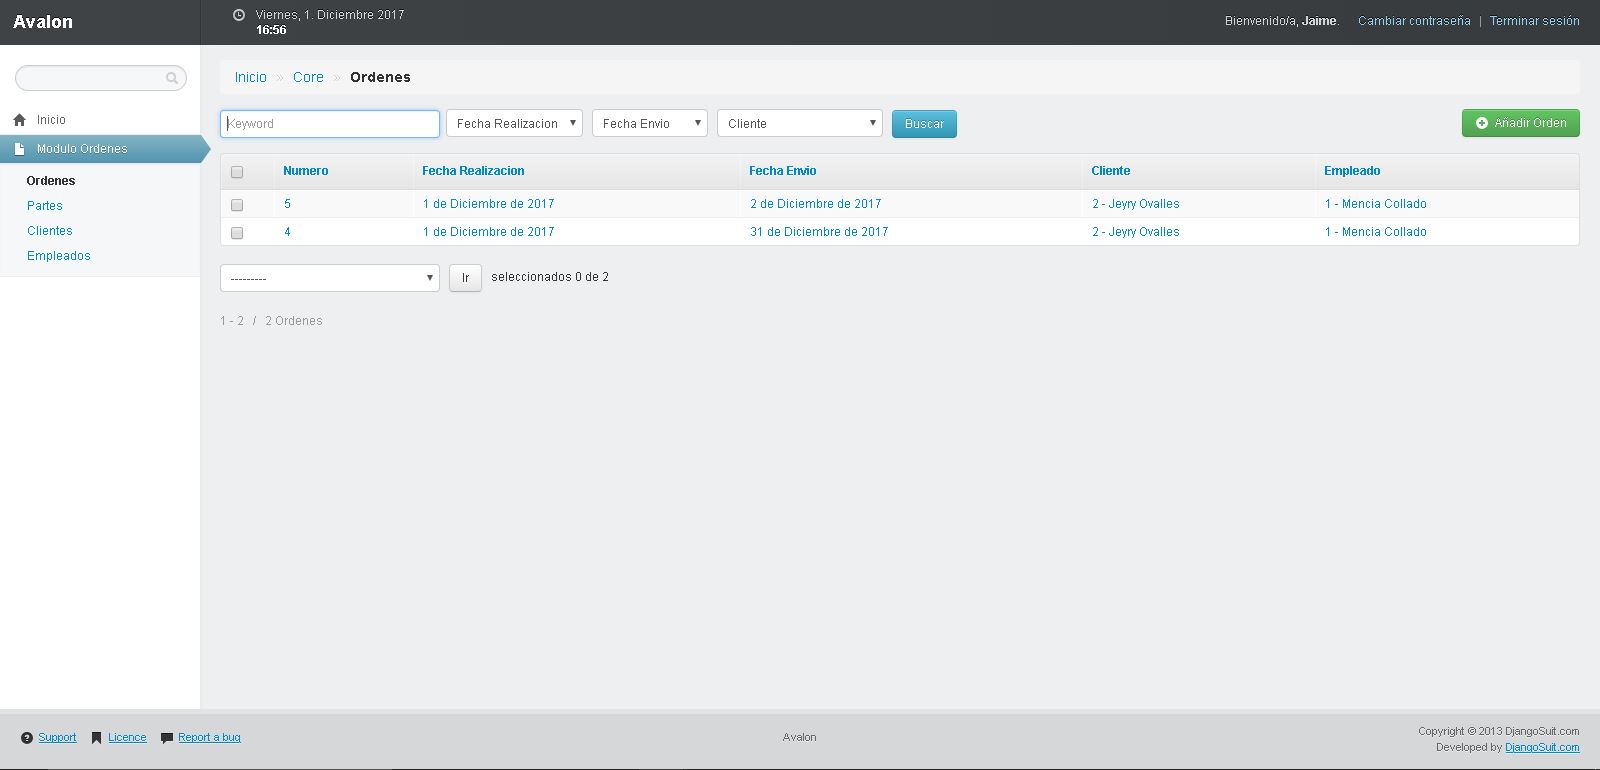 Avalon
Viernes, 1. Diciembre 2017
16:56
Bienvenido/a, Jaime. Cambiar contraseña | Terminar sesión
Inicio
Modulo Ordenes
Ordenes
Partes
Clientes
Empleados
Inicio » Core » Ordenes
Keyword Fecha Realizacion Fecha Envio Cliente Buscar Añadir Orden
Numero Fecha Realizacion Fecha Envio Cliente Empleado
5 1 de Diciembre de 2017 2 de Diciembre de 2017 2 - Jeyry Ovalles 1 - Mencia Collado
4 1 de Diciembre de 2017 31 de Diciembre de 2017 2 - Jeyry Ovalles 1 - Mencia Collado
--------- Ir seleccionados 0 de 2
1 - 2 / 2 Ordenes
Support Licence Report a bug
Avalon
Copyright © 2013 DjangoSuit.com
Developed by DjangoSuit.com